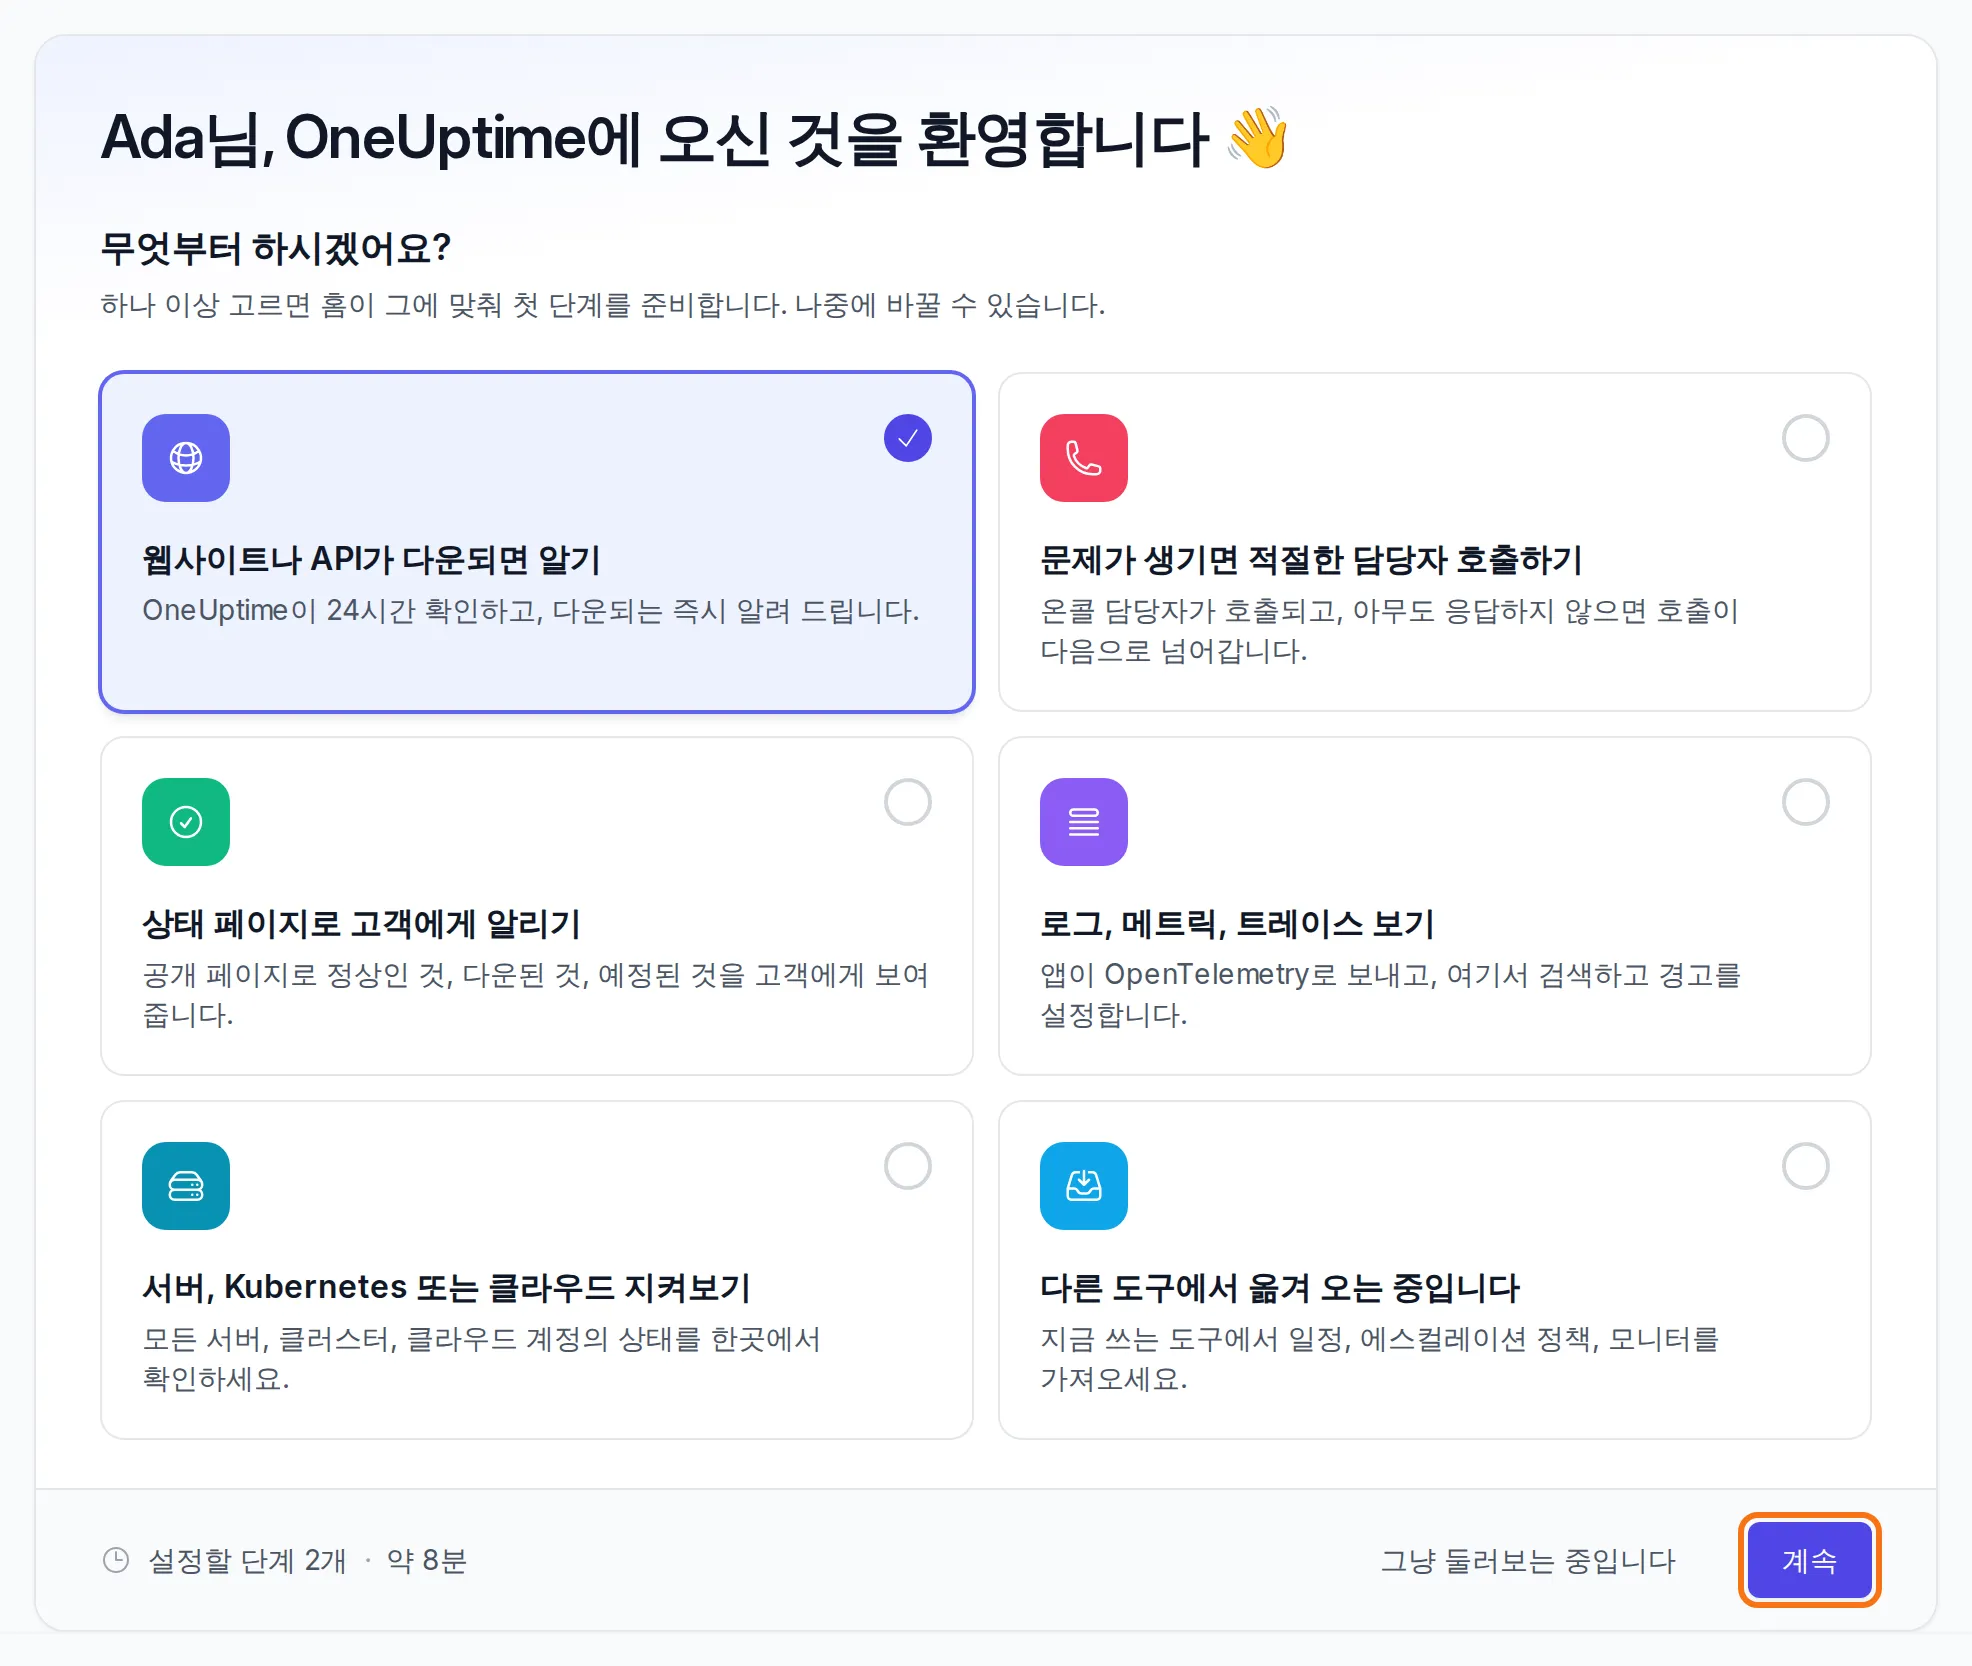 Ada님, OneUptime에 오신 것을 환영합니다 👋
무엇부터 하시겠어요?
하나 이상 고르면 홈이 그에 맞춰 첫 단계를 준비합니다. 나중에 바꿀 수 있습니다.
웹사이트나 API가 다운되면 알기
OneUptime이 24시간 확인하고, 다운되는 즉시 알려 드립니다.
문제가 생기면 적절한 담당자 호출하기
온콜 담당자가 호출되고, 아무도 응답하지 않으면 호출이
다음으로 넘어갑니다.
상태 페이지로 고객에게 알리기
공개 페이지로 정상인 것, 다운된 것, 예정된 것을 고객에게 보여
줍니다.
로그, 메트릭, 트레이스 보기
앱이 OpenTelemetry로 보내고, 여기서 검색하고 경고를
설정합니다.
서버, Kubernetes 또는 클라우드 지켜보기
모든 서버, 클러스터, 클라우드 계정의 상태를 한곳에서
확인하세요.
다른 도구에서 옮겨 오는 중입니다
지금 쓰는 도구에서 일정, 에스컬레이션 정책, 모니터를
가져오세요.
설정할 단계 2개 · 약 8분
그냥 둘러보는 중입니다
계속